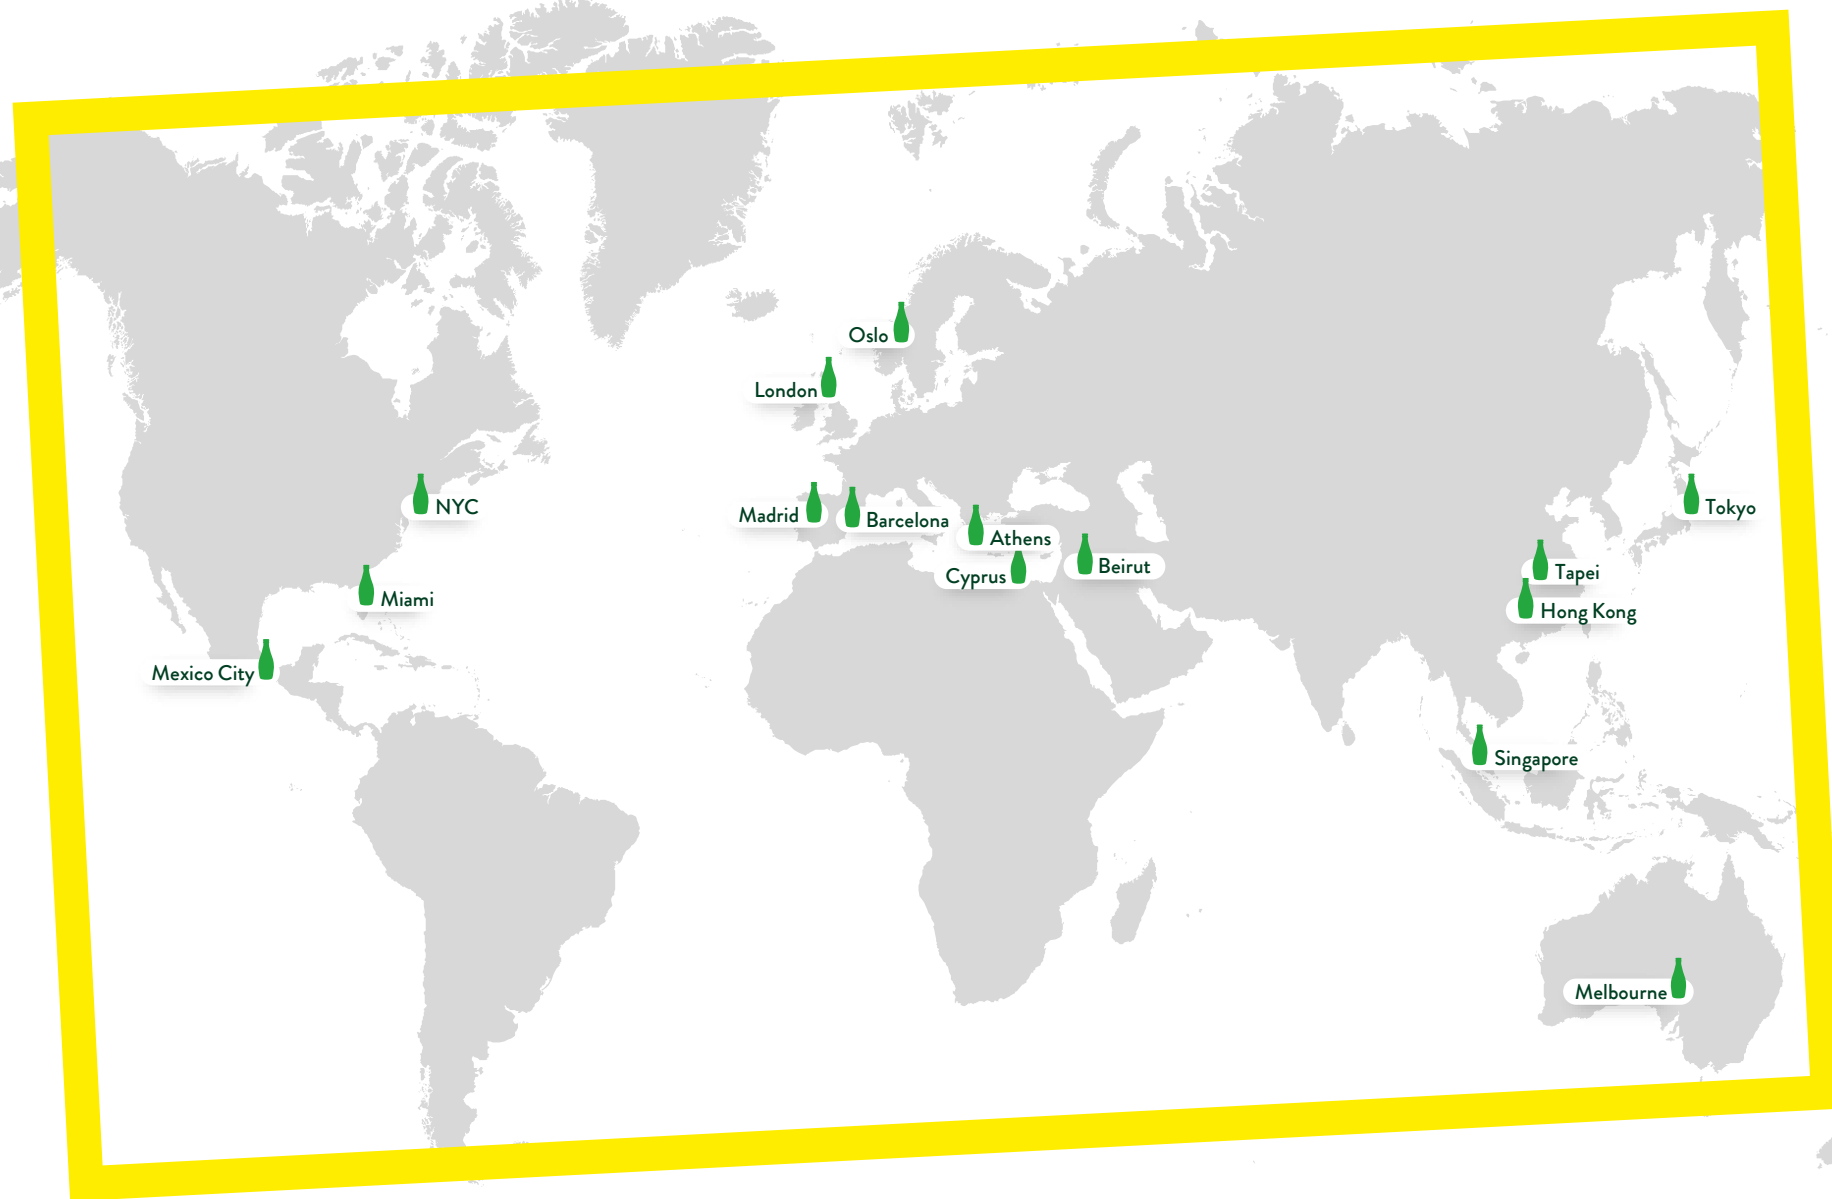 Oslo
London
NYC
Madrid
Barcelona
Athens
Tokyo
Cyprus
Beirut
Tapei
Miami
Hong Kong
Mexico City
Singapore
Melbourne